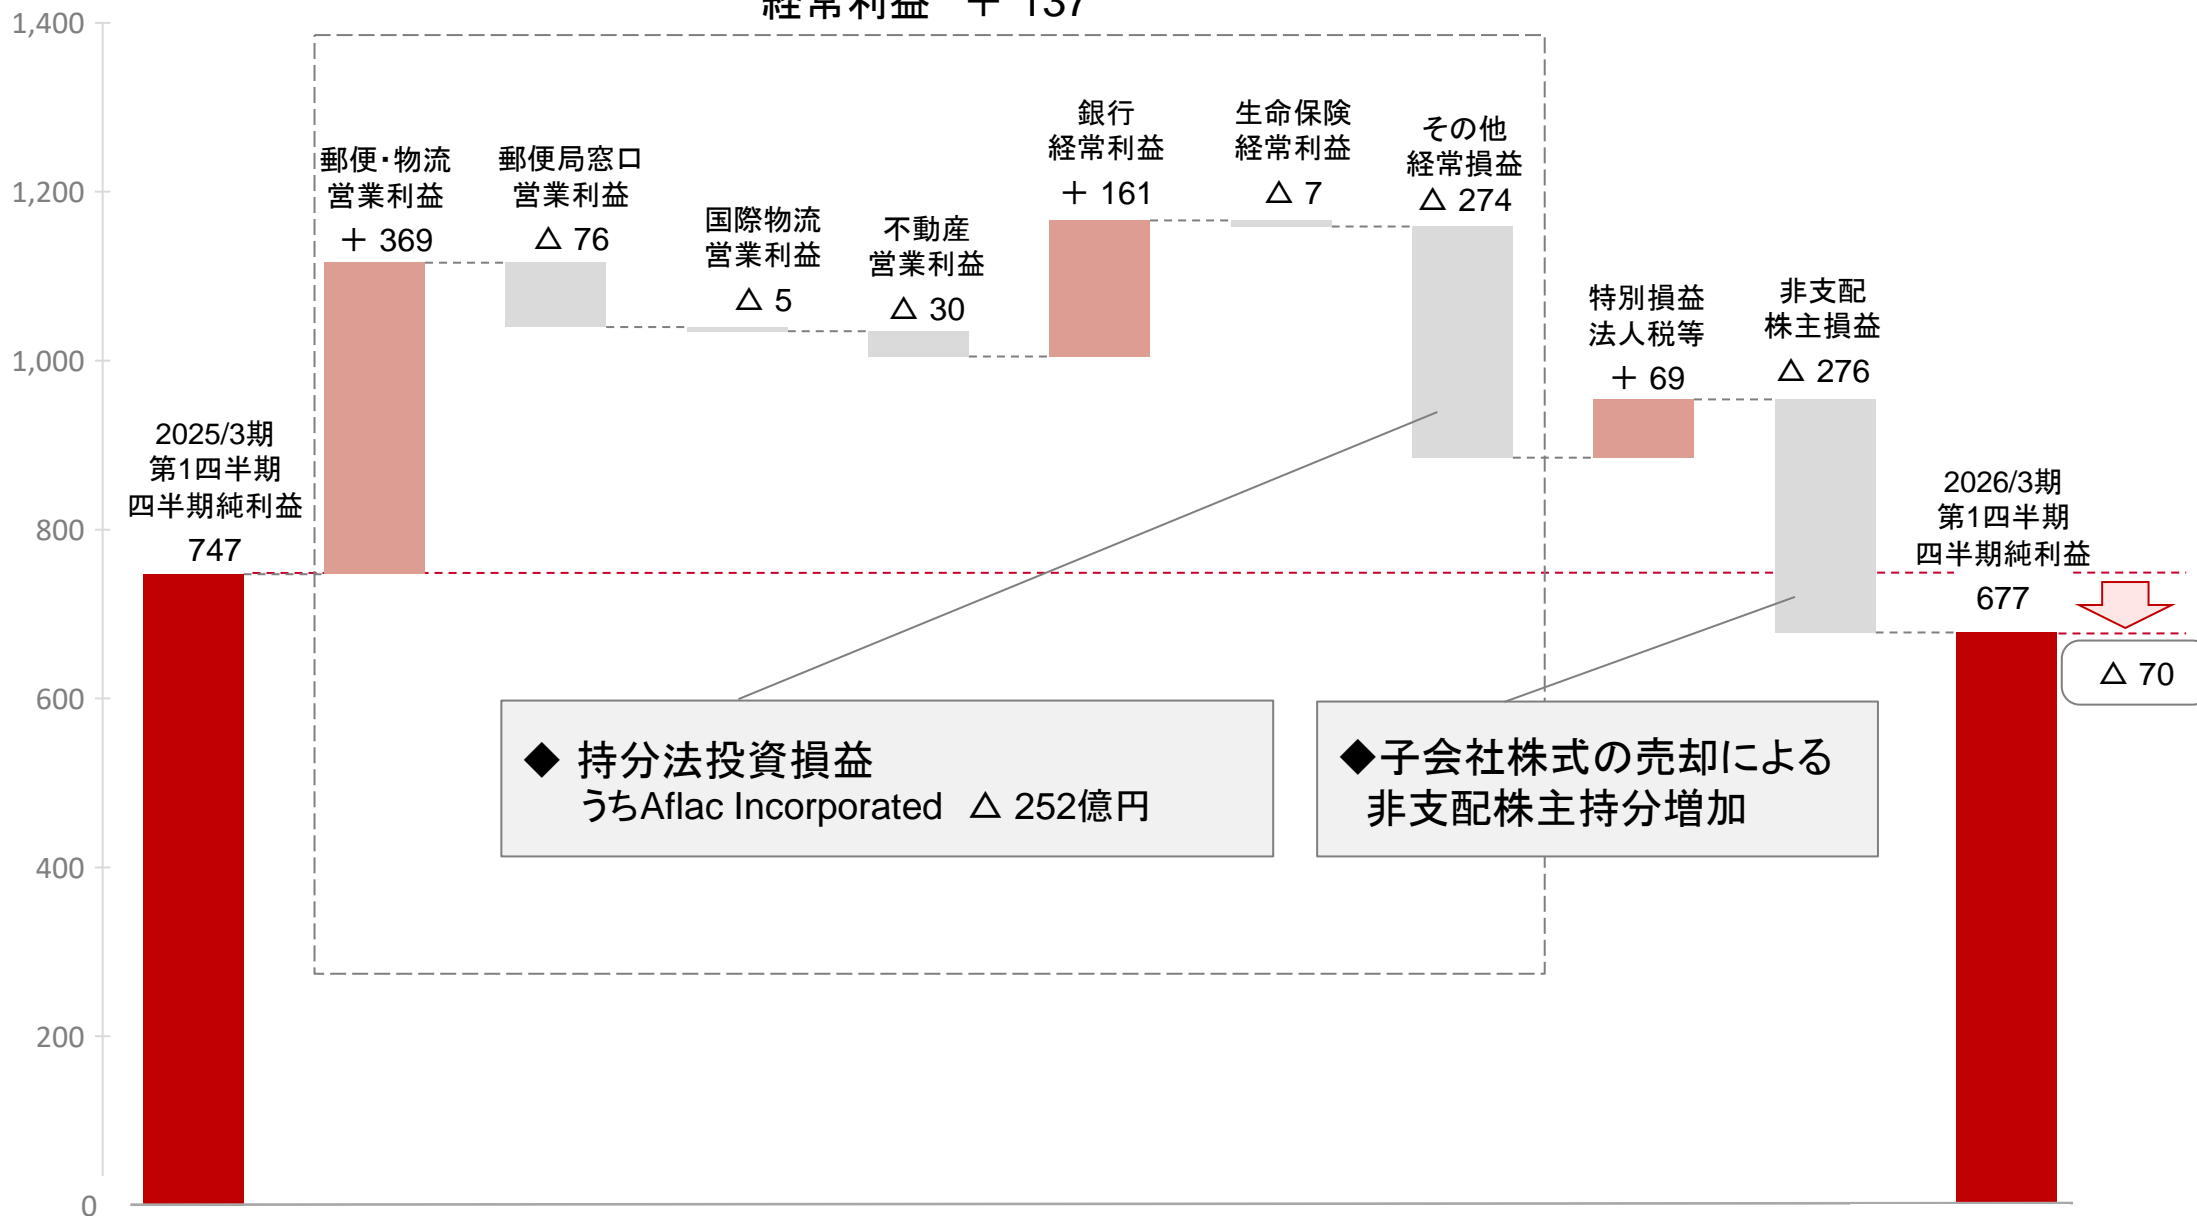 経常利益 ＋ 137
1,400
1,200
1,000
800
600
400
200
0
2025/3期
第1四半期
四半期純利益
747
郵便・物流
営業利益
＋ 369
郵便局窓口
営業利益
△ 76
国際物流
営業利益
△ 5
不動産
営業利益
△ 30
銀行
経常利益
＋ 161
生命保険
経常利益
△ 7
その他
経常損益
△ 274
特別損益
法人税等
＋ 69
非支配
株主損益
△ 276
2026/3期
第1四半期
四半期純利益
677
△ 70
◆ 持分法投資損益
うちAflac Incorporated △ 252億円
◆子会社株式の売却による
非支配株主持分増加